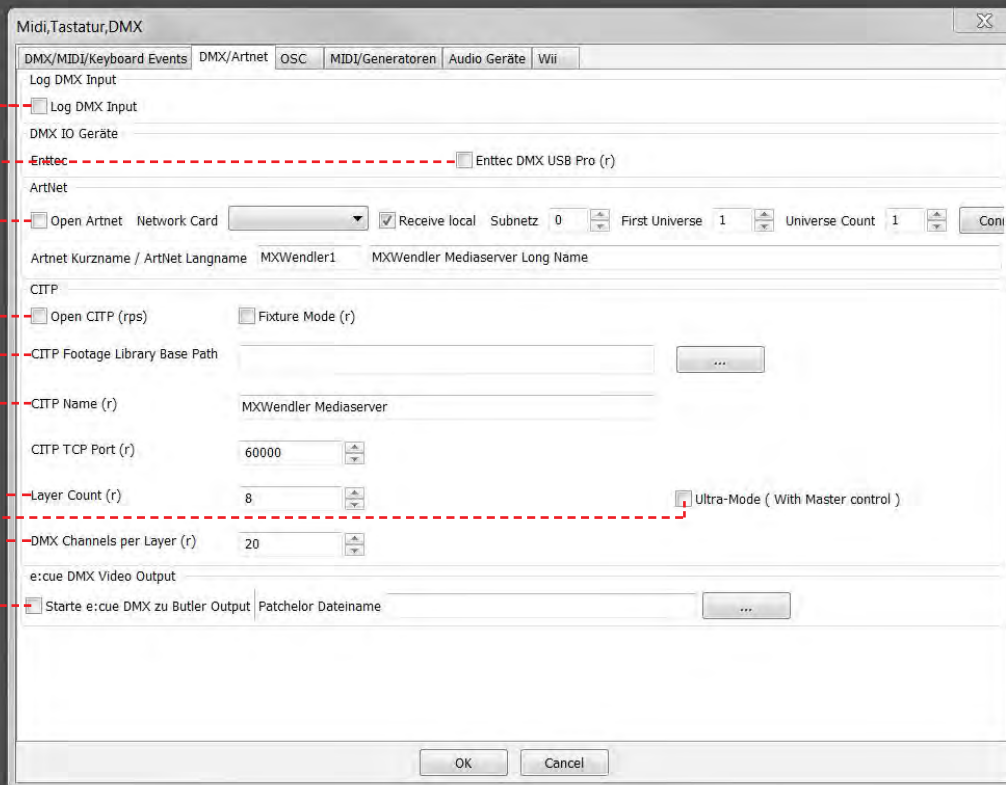 Midi,Tastatur,DMX
DMX/MIDI/Keyboard Events DMX/Artnet OSC MIDI/Generatoren Audio Geräte Wii
Log DMX Input
Log DMX Input
DMX IO Geräte
Enttec Enttec DMX USB Pro (r)
ArtNet
Open Artnet Network Card Receive local Subnetz 0 First Universe 1 Universe Count 1
Artnet Kurzname / ArtNet Langname MXWendler1 MXWendler Mediaserver Long Name
CITP
Open CITP (rps) Fixture Mode (r)
CITP Footage Library Base Path ...
CITP Name (r) MXWendler Mediaserver
CITP TCP Port (r) 60000
Layer Count (r) 8 Ultra-Mode ( With Master control )
DMX Channels per Layer (r) 20
e:cue DMX Video Output
Starte e:cue DMX zu Butler Output Patchelor Dateiname ...
OK Cancel